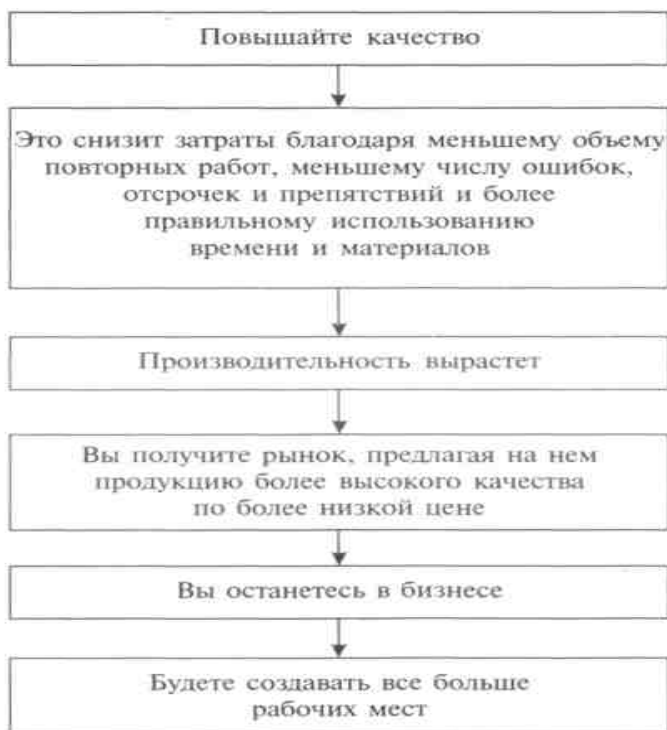 Повышайте качество
Это снизит затраты благодаря меньшему объему
повторных работ, меньшему числу ошибок,
отсрочек и препятствий и более
правильному использованию
времени и материалов
Производительность вырастет
Вы получите рынок, предлагая на нем
продукцию более высокого качества
по более низкой цене
Вы останетесь в бизнесе
Будете создавать все больше
рабочих мест